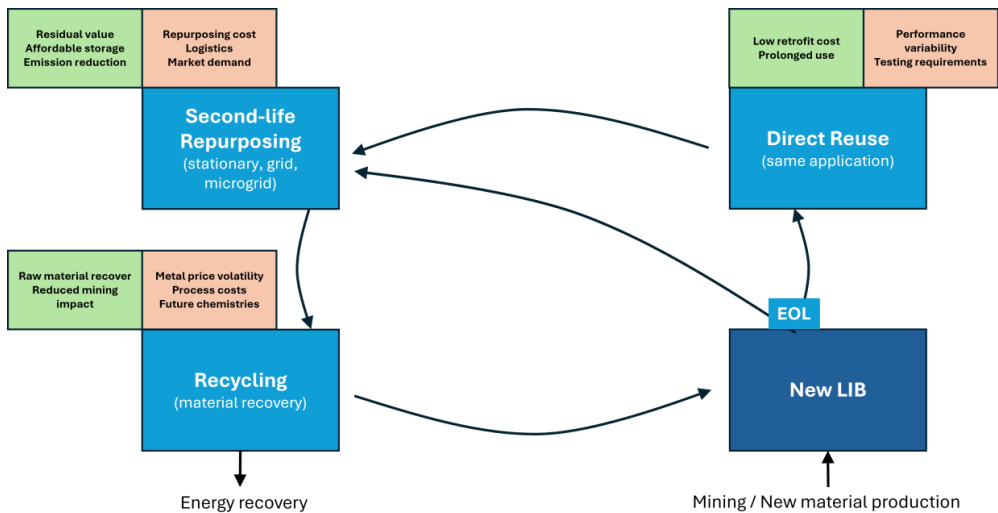 Residual value
Affordable storage
Emission reduction
Repurposing cost
Logistics
Market demand
Second-life
Repurposing
(stationary, grid,
microgrid)
Low retrofit cost
Prolonged use
Performance
variability
Testing requirements
Direct Reuse
(same application)
Raw material recover
Reduced mining
impact
Metal price volatility
Process costs
Future chemistries
Recycling
(material recovery)
EOL
New LIB
Energy recovery
Mining / New material production